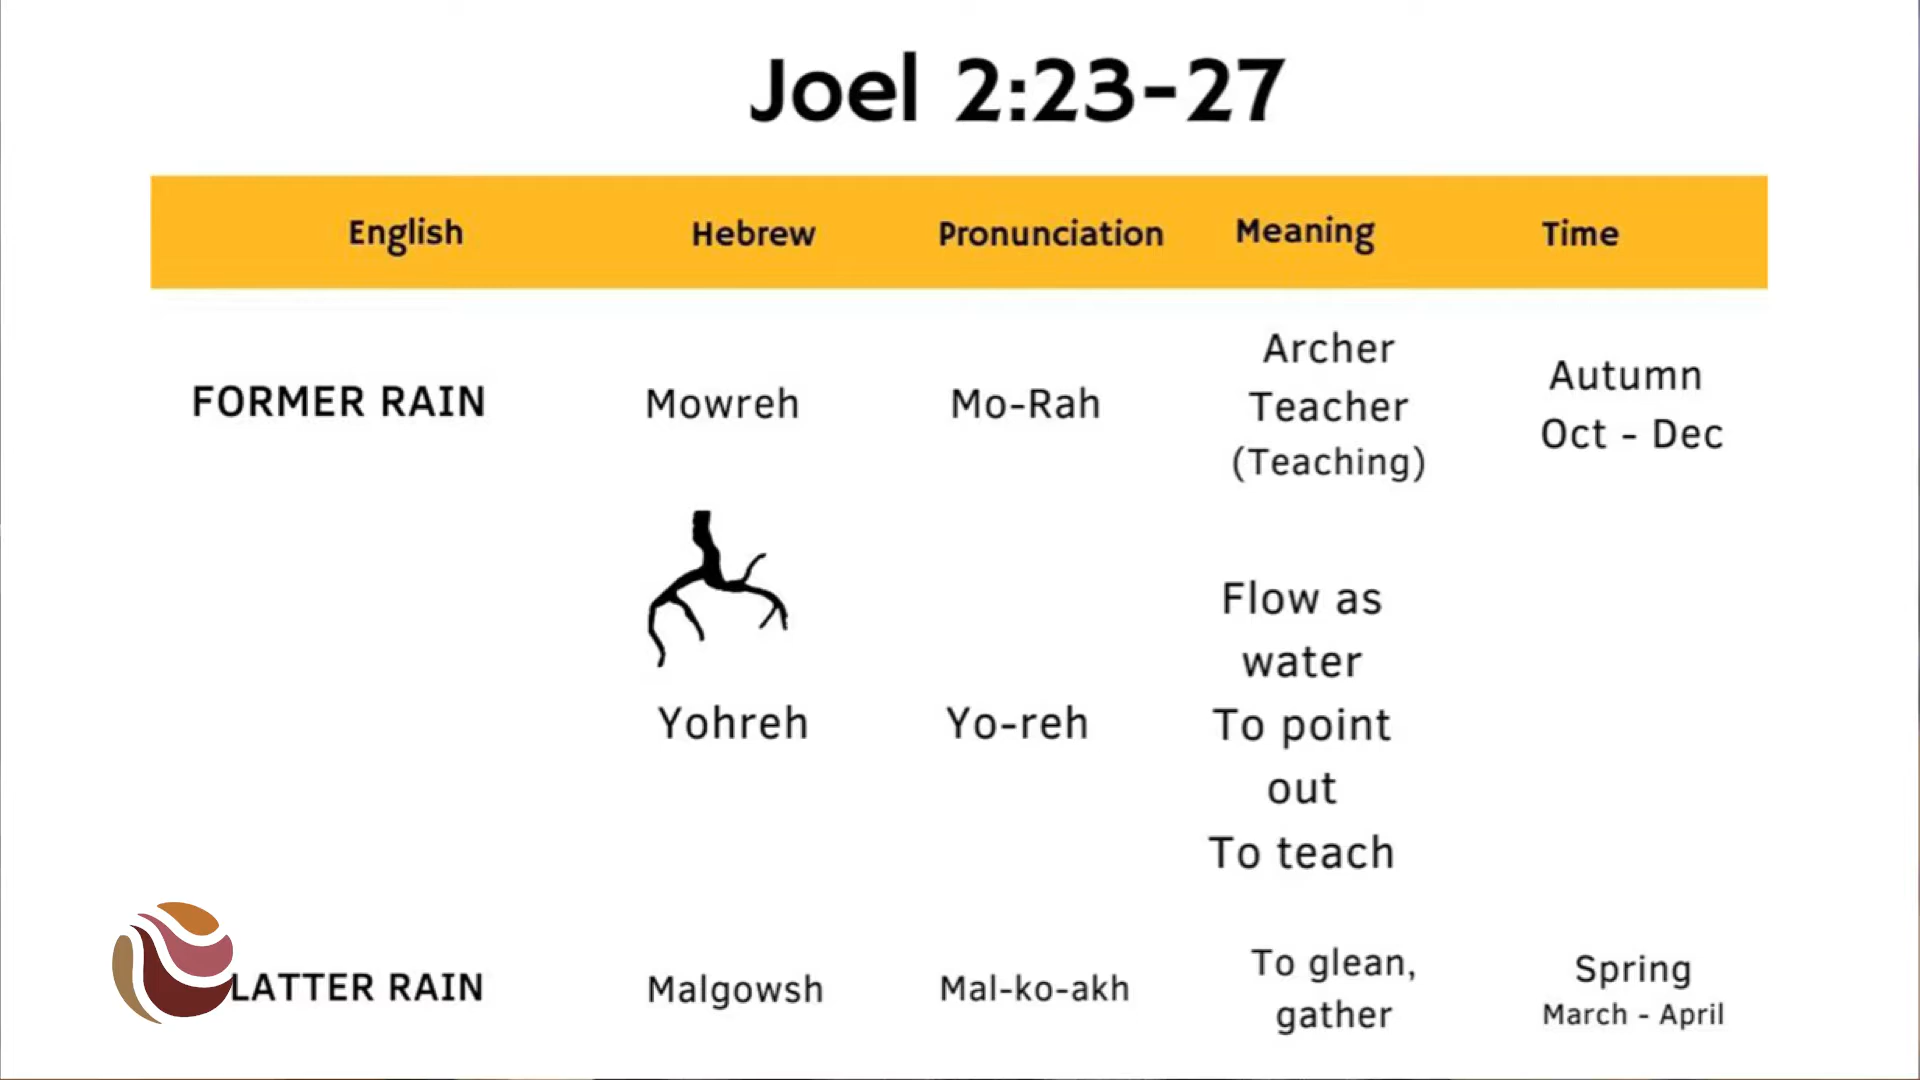 Joel 2:23-27
English Hebrew Pronunciation Meaning Time
FORMER RAIN Mowreh Mo-Rah Archer
Teacher
(Teaching) Autumn
Oct - Dec
Yohreh Yo-reh Flow as
water
To point
out
To teach
LATTER RAIN Malgowsh Mal-ko-akh To glean,
gather Spring
March - April